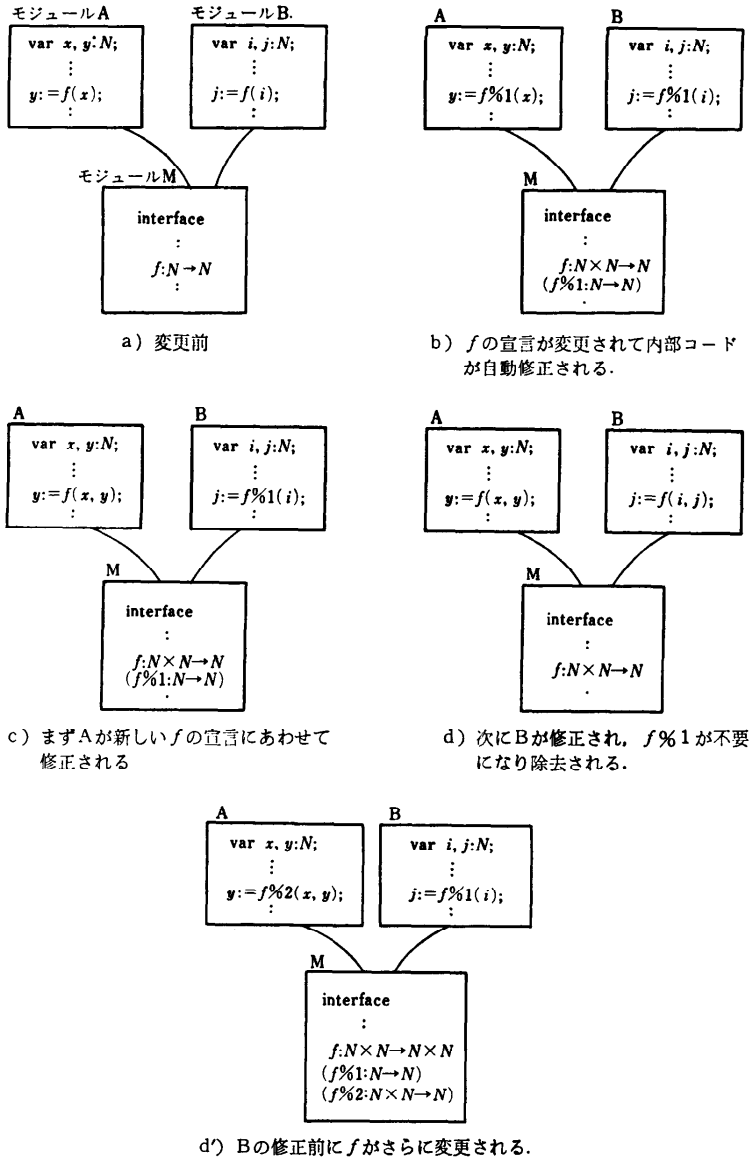 モジュールA
var x, y:N;
⋮
y:=f(x);
⋮
モジュールB.
var i, j:N;
⋮
j:=f(i);
⋮
モジュールM
interface
:
f:N→N
:
a) 変更前
A
var x, y:N;
⋮
y:=f%1(x);
⋮
B
var i, j:N;
⋮
j:=f%1(i);
⋮
M
interface
:
f:N×N→N
(f%1:N→N)
.
b) fの宣言が変更されて内部コード
が自動修正される.
A
var x, y:N;
⋮
y:=f(x, y);
⋮
B
var i, j:N;
⋮
j:=f%1(i);
⋮
M
interface
:
f:N×N→N
(f%1:N→N)
.
c) まずAが新しいfの宣言にあわせて
修正される
A
var x, y:N;
⋮
y:=f(x, y);
⋮
B
var i, j:N;
⋮
j:=f(i, j);
⋮
M
interface
:
f:N×N→N
.
d) 次にBが修正され, f%1が不要
になり除去される.
A
var x, y:N;
⋮
y:=f%2(x, y);
⋮
B
var i, j:N;
⋮
j:=f%1(i);
⋮
M
interface
:
f:N×N→N×N
(f%1:N→N)
(f%2:N×N→N)
d′) Bの修正前にfがさらに変更される.